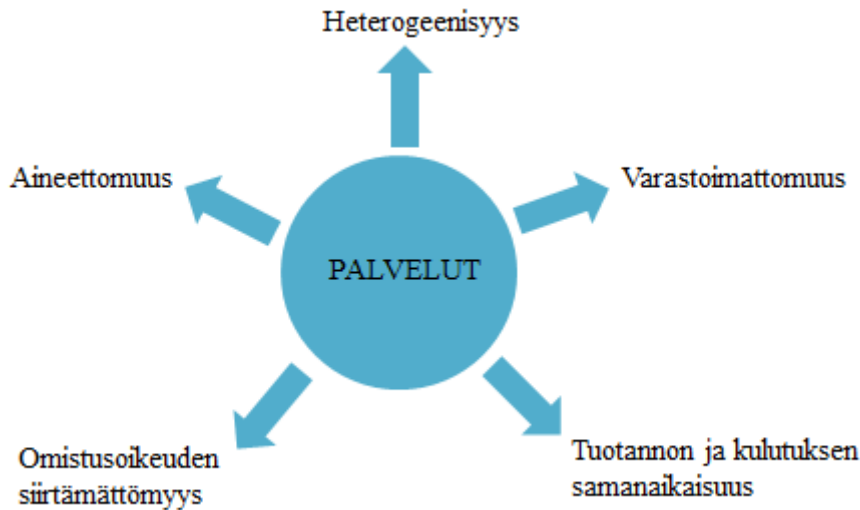 Heterogeenisyys
Aineettomuus
Varastoimattomuus
PALVELUT
Omistusoikeuden
siirtämättömyys
Tuotannon ja kulutuksen
samanaikaisuus